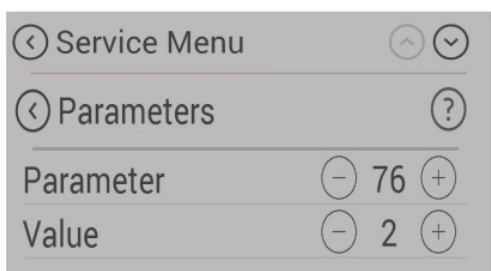 Service Menu
Parameters ?
Parameter - 76 +
Value - 2 +